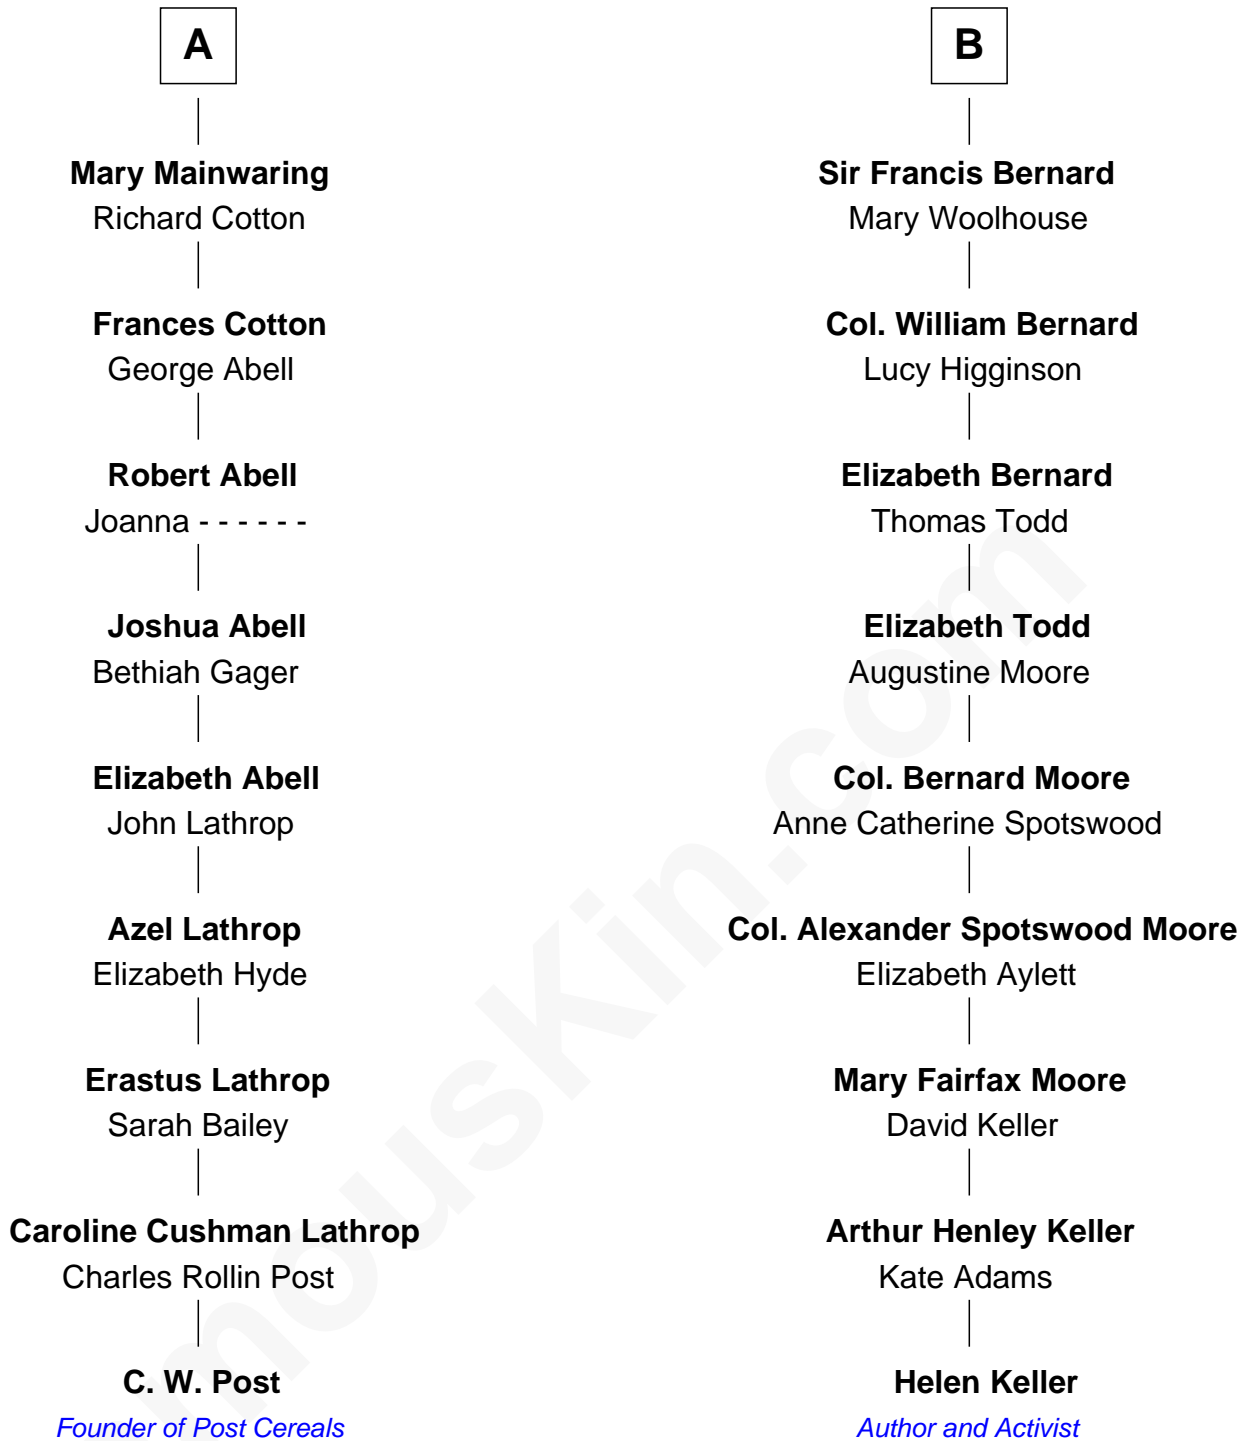 A
Mary Mainwaring
Richard Cotton
Frances Cotton
George Abell
Robert Abell
Joanna - - - - - -
Joshua Abell
Bethiah Gager
Elizabeth Abell
John Lathrop
Azel Lathrop
Elizabeth Hyde
Erastus Lathrop
Sarah Bailey
Caroline Cushman Lathrop
Charles Rollin Post
C. W. Post
Founder of Post Cereals
B
Sir Francis Bernard
Mary Woolhouse
Col. William Bernard
Lucy Higginson
Elizabeth Bernard
Thomas Todd
Elizabeth Todd
Augustine Moore
Col. Bernard Moore
Anne Catherine Spotswood
Col. Alexander Spotswood Moore
Elizabeth Aylett
Mary Fairfax Moore
David Keller
Arthur Henley Keller
Kate Adams
Helen Keller
Author and Activist
mousKin.com